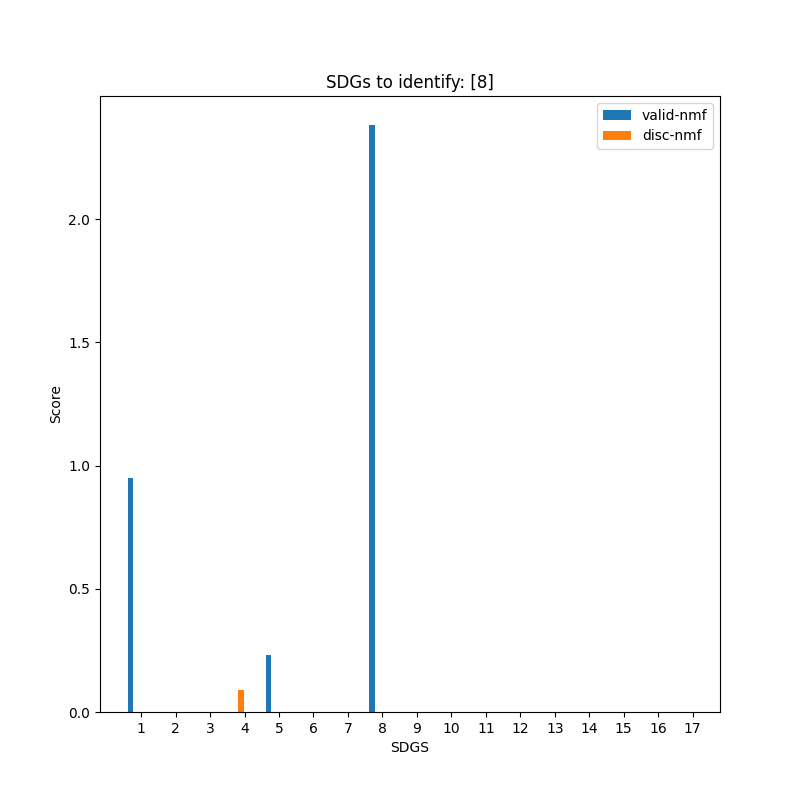 SDGs to identify: [8]
valid-nmf
disc-nmf
2.0
1.5
1.0
0.5
0.0
Score
1 2 3 4 5 6 7 8 9 10 11 12 13 14 15 16 17
SDGS